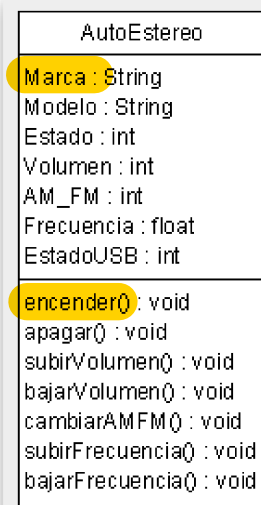 AutoEstereo
Marca : String
Modelo : String
Estado : int
Volumen : int
AM_FM : int
Frecuencia : float
EstadoUSB : int
encender() : void
apagar() : void
subirVolumen() : void
bajarVolumen() : void
cambiarAMFM() : void
subirFrecuencia() : void
bajarFrecuencia() : void